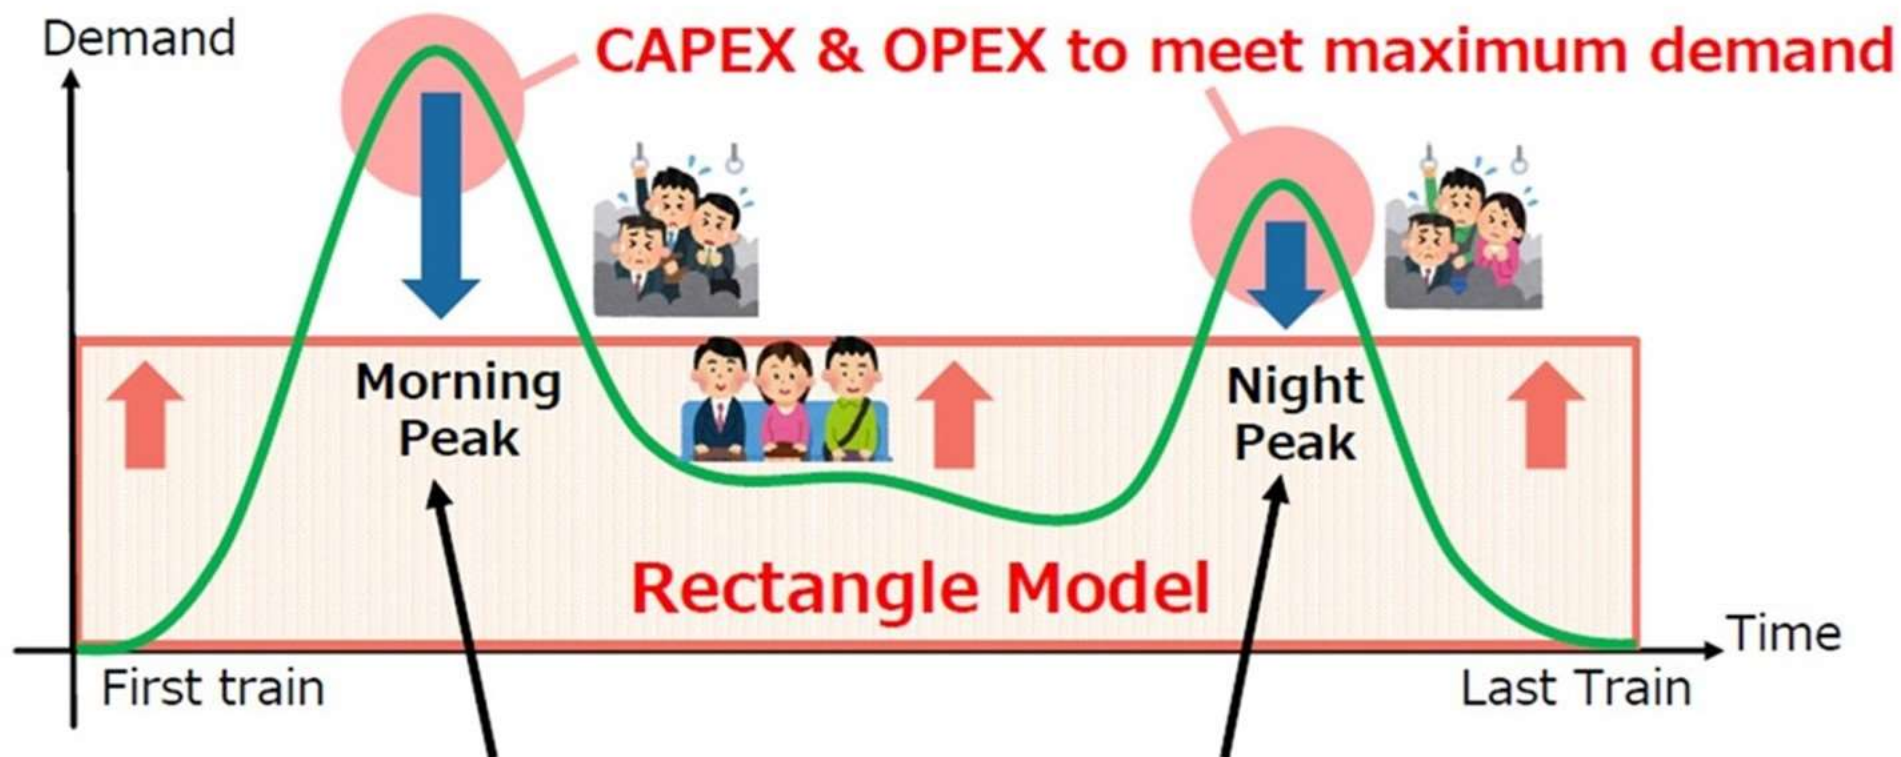 Demand
CAPEX & OPEX to meet maximum demand
Morning
Peak
Night
Peak
Rectangle Model
Time
First train
Last Train